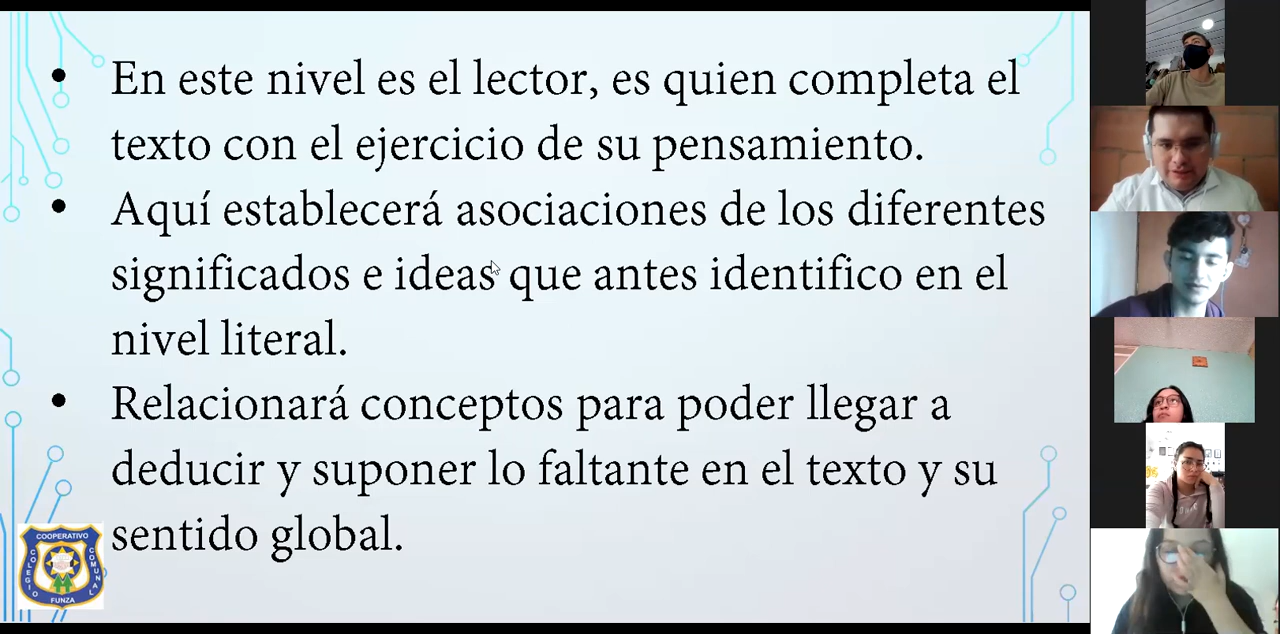 • En este nivel es el lector, es quien completa el
texto con el ejercicio de su pensamiento.
• Aquí establecerá asociaciones de los diferentes
significados e ideas que antes identifico en el
nivel literal.
• Relacionará conceptos para poder llegar a
deducir y suponer lo faltante en el texto y su
sentido global.
COOPERATIVO
COLEGIO
COMUNAL
FUNZA